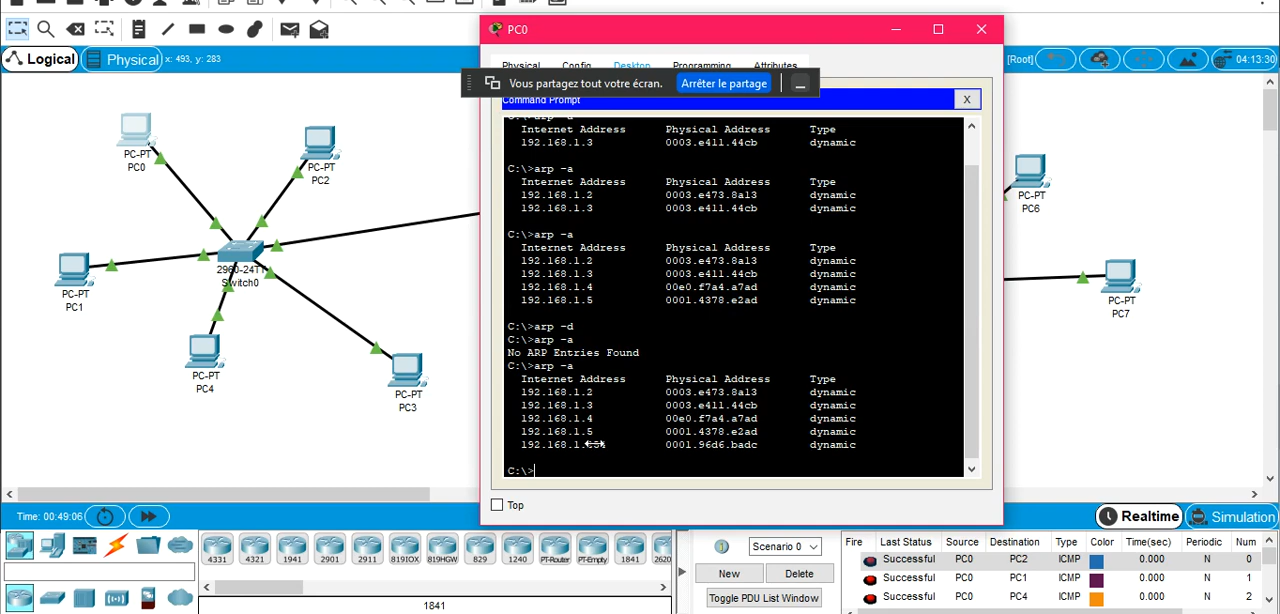 PC0
Logical
Physical
x: 493, y: 283
[Root]
04:13:30
Physical Config Desktop Programming Attributes
Vous partagez tout votre écran.
Arrêter le partage
Command Prompt
X
C:\>arp -a
Internet Address Physical Address Type
192.168.1.3 0003.e411.44cb dynamic
C:\>arp -a
Internet Address Physical Address Type
192.168.1.2 0003.e473.8a13 dynamic
192.168.1.3 0003.e411.44cb dynamic
C:\>arp -a
Internet Address Physical Address Type
192.168.1.2 0003.e473.8a13 dynamic
192.168.1.3 0003.e411.44cb dynamic
192.168.1.4 00e0.f7a4.a7ad dynamic
192.168.1.5 0001.4378.e2ad dynamic
C:\>arp -d
C:\>arp -a
No ARP Entries Found
C:\>arp -a
Internet Address Physical Address Type
192.168.1.2 0003.e473.8a13 dynamic
192.168.1.3 0003.e411.44cb dynamic
192.168.1.4 00e0.f7a4.a7ad dynamic
192.168.1.5 0001.4378.e2ad dynamic
0001.96d6.badc dynamic
C:\>
Top
PC-PT
PC0
PC-PT
PC2
PC-PT
PC1
2960-24TT
Switch0
PC-PT
PC4
PC-PT
PC3
PC-PT
PC6
PC-PT
PC7
Time: 00:49:06
Realtime
Simulation
4331 4321 1941 2901 2911 819IOX 819HGW 829 1240 PT-Router PT-Empty 1841 2620
1841
Scenario 0
New
Delete
Toggle PDU List Window
Fire Last Status Source Destination Type Color Time(sec) Periodic Num
Successful PC0 PC2 ICMP 0.000 N 0
Successful PC0 PC1 ICMP 0.000 N 1
Successful PC0 PC4 ICMP 0.000 N 2